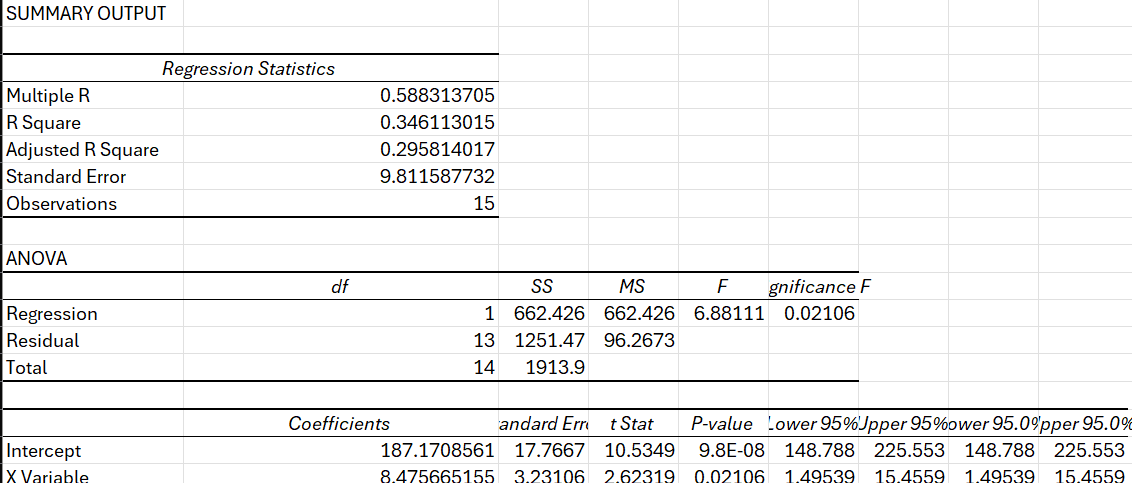 SUMMARY OUTPUT
Regression Statistics
Multiple R 0.588313705
R Square 0.346113015
Adjusted R Square 0.295814017
Standard Error 9.811587732
Observations 15
ANOVA
df SS MS F gnificance F
Regression 1 662.426 662.426 6.88111 0.02106
Residual 13 1251.47 96.2673
Total 14 1913.9
Coefficients andard Erro t Stat P-value Lower 95% Upper 95% ower 95.0% pper 95.0%
Intercept 187.1708561 17.7667 10.5349 9.8E-08 148.788 225.553 148.788 225.553
X Variable 8.475665155 3.23106 2.62319 0.02106 1.49539 15.4559 1.49539 15.4559